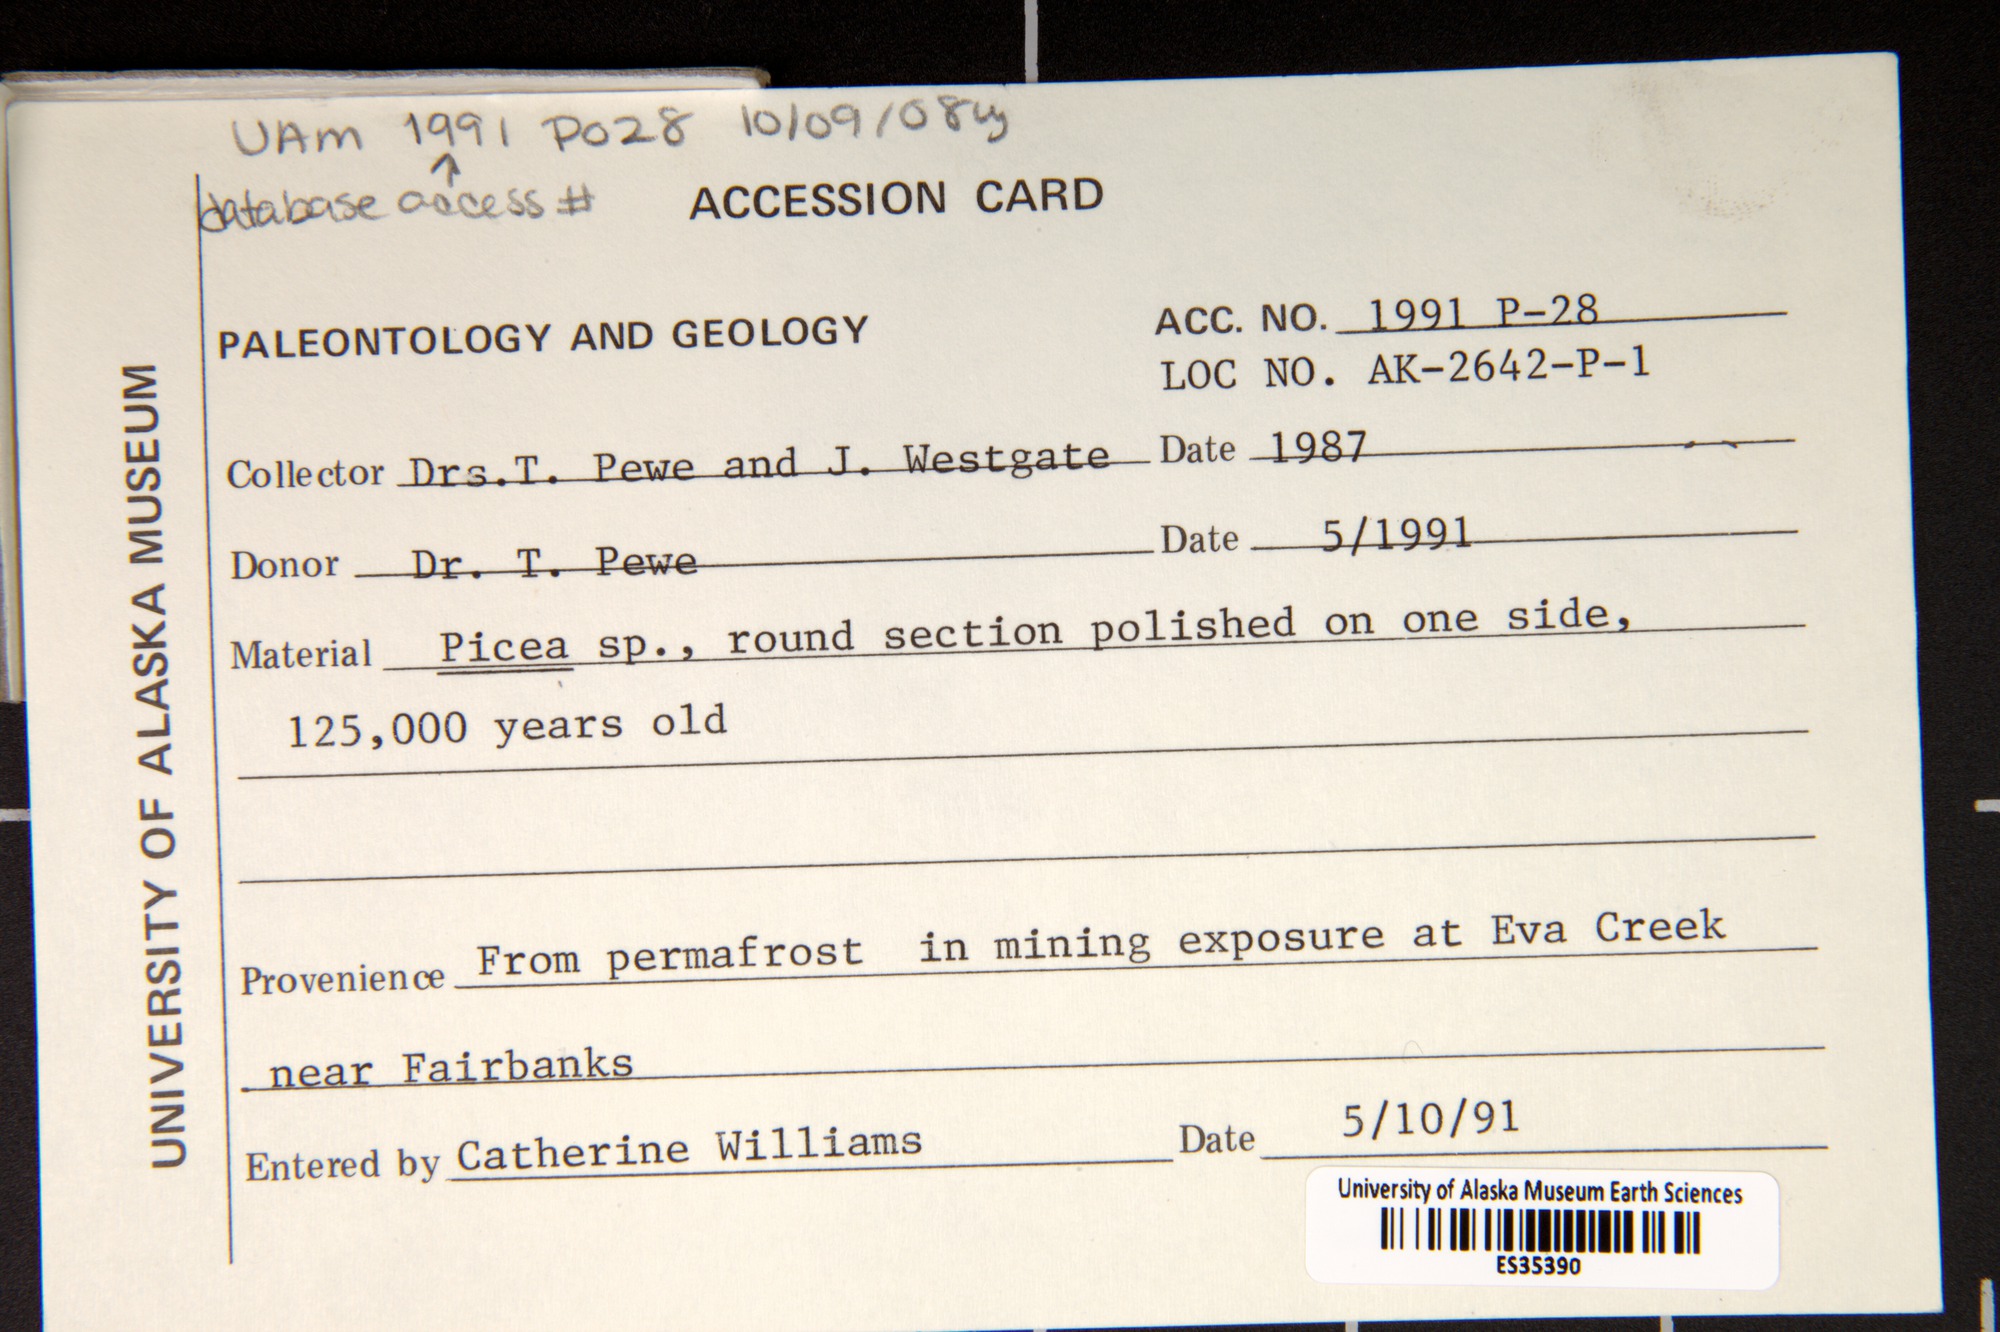 UAM 1991 P028 10/09/08
database access #
ACCESSION CARD
UNIVERSITY OF ALASKA MUSEUM
PALEONTOLOGY AND GEOLOGY
ACC. NO. 1991 P-28
LOC NO. AK-2642-P-1
Collector Drs.T. Pewe and J. Westgate Date 1987
Donor Dr. T. Pewe Date 5/1991
Material Picea sp., round section polished on one side,
125,000 years old
Provenience From permafrost in mining exposure at Eva Creek
near Fairbanks
Entered by Catherine Williams Date 5/10/91
University of Alaska Museum Earth Sciences
ES35390